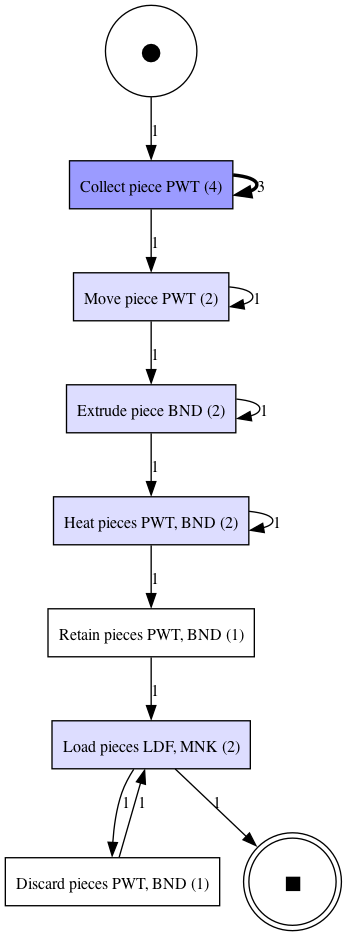 1
Collect piece PWT (4)
3
1
Move piece PWT (2)
1
1
Extrude piece BND (2)
1
1
Heat pieces PWT, BND (2)
1
1
Retain pieces PWT, BND (1)
1
Load pieces LDF, MNK (2)
1
1
1
Discard pieces PWT, BND (1)